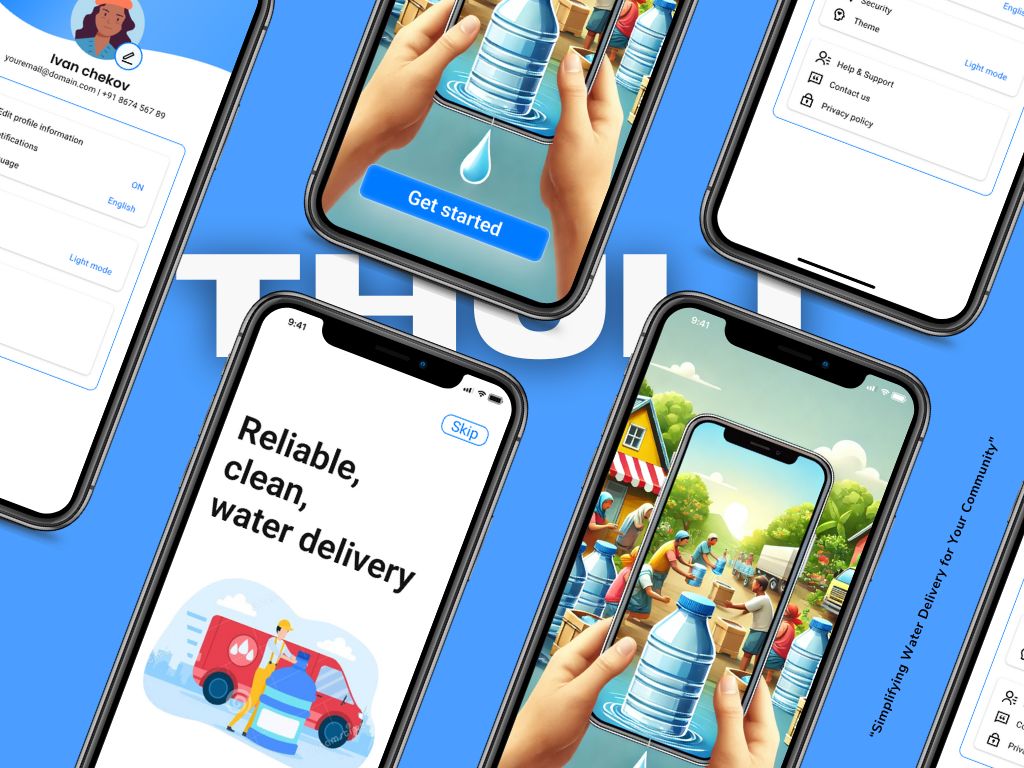 Ivan chekov
youremail@domain.com | +91 8674 567 89
Edit profile information
ON
English
Light mode
Get started
Security
Theme
Light mode
Help & Support
Contact us
Privacy policy
9:41
Skip
Reliable,
clean,
water delivery
9:41
"Simplifying Water Delivery for Your Community"